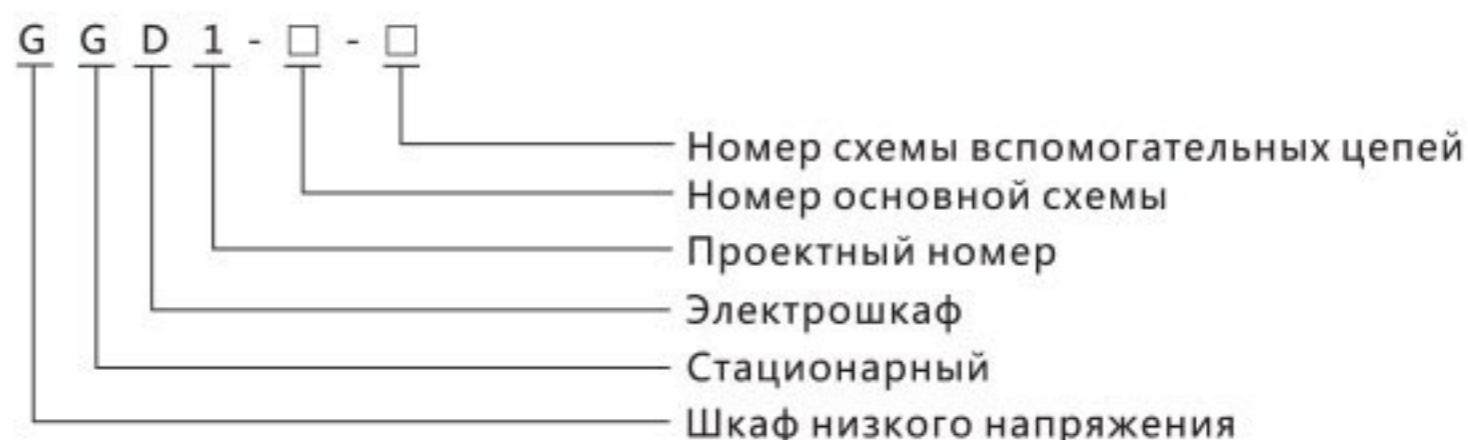 G G D 1 - □ - □
Номер схемы вспомогательных цепей
Номер основной схемы
Проектный номер
Электрошкаф
Стационарный
Шкаф низкого напряжения